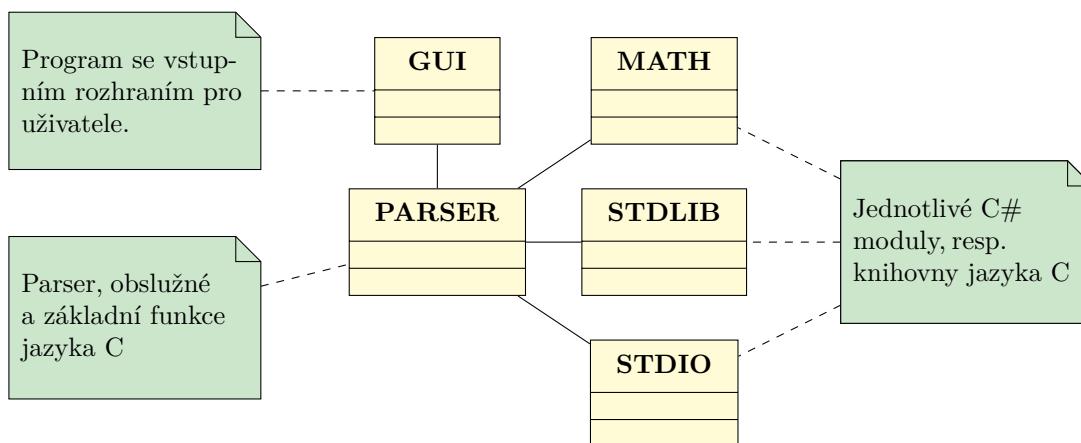 Program se vstup-
ním rozhraním pro
uživatele.
GUI
MATH
PARSER
STDLIB
Jednotlivé C#
moduly, resp.
knihovny jazyka C
Parser, obslužné
a základní funkce
jazyka C
STDIO